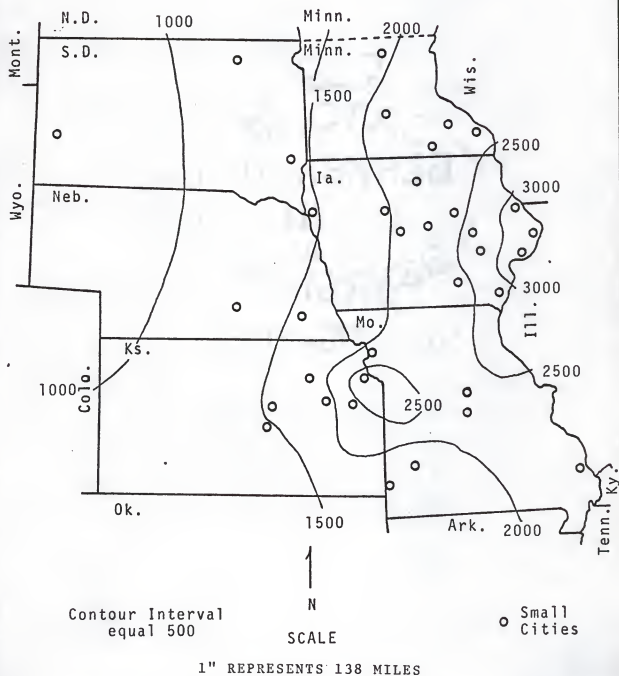 N.D.
1000
Minn.
2000
S.D.
Minn.
Mont.
Wis.
1500
2500
Ia.
3000
Wyo.
Neb.
3000
Mo.
Ill.
Ks.
2500
1000
Colo.
2500
Ky.
Ok.
1500
Ark.
2000
Tenn.
N
Contour Interval
equal 500
Small
Cities
SCALE
1" REPRESENTS 138 MILES